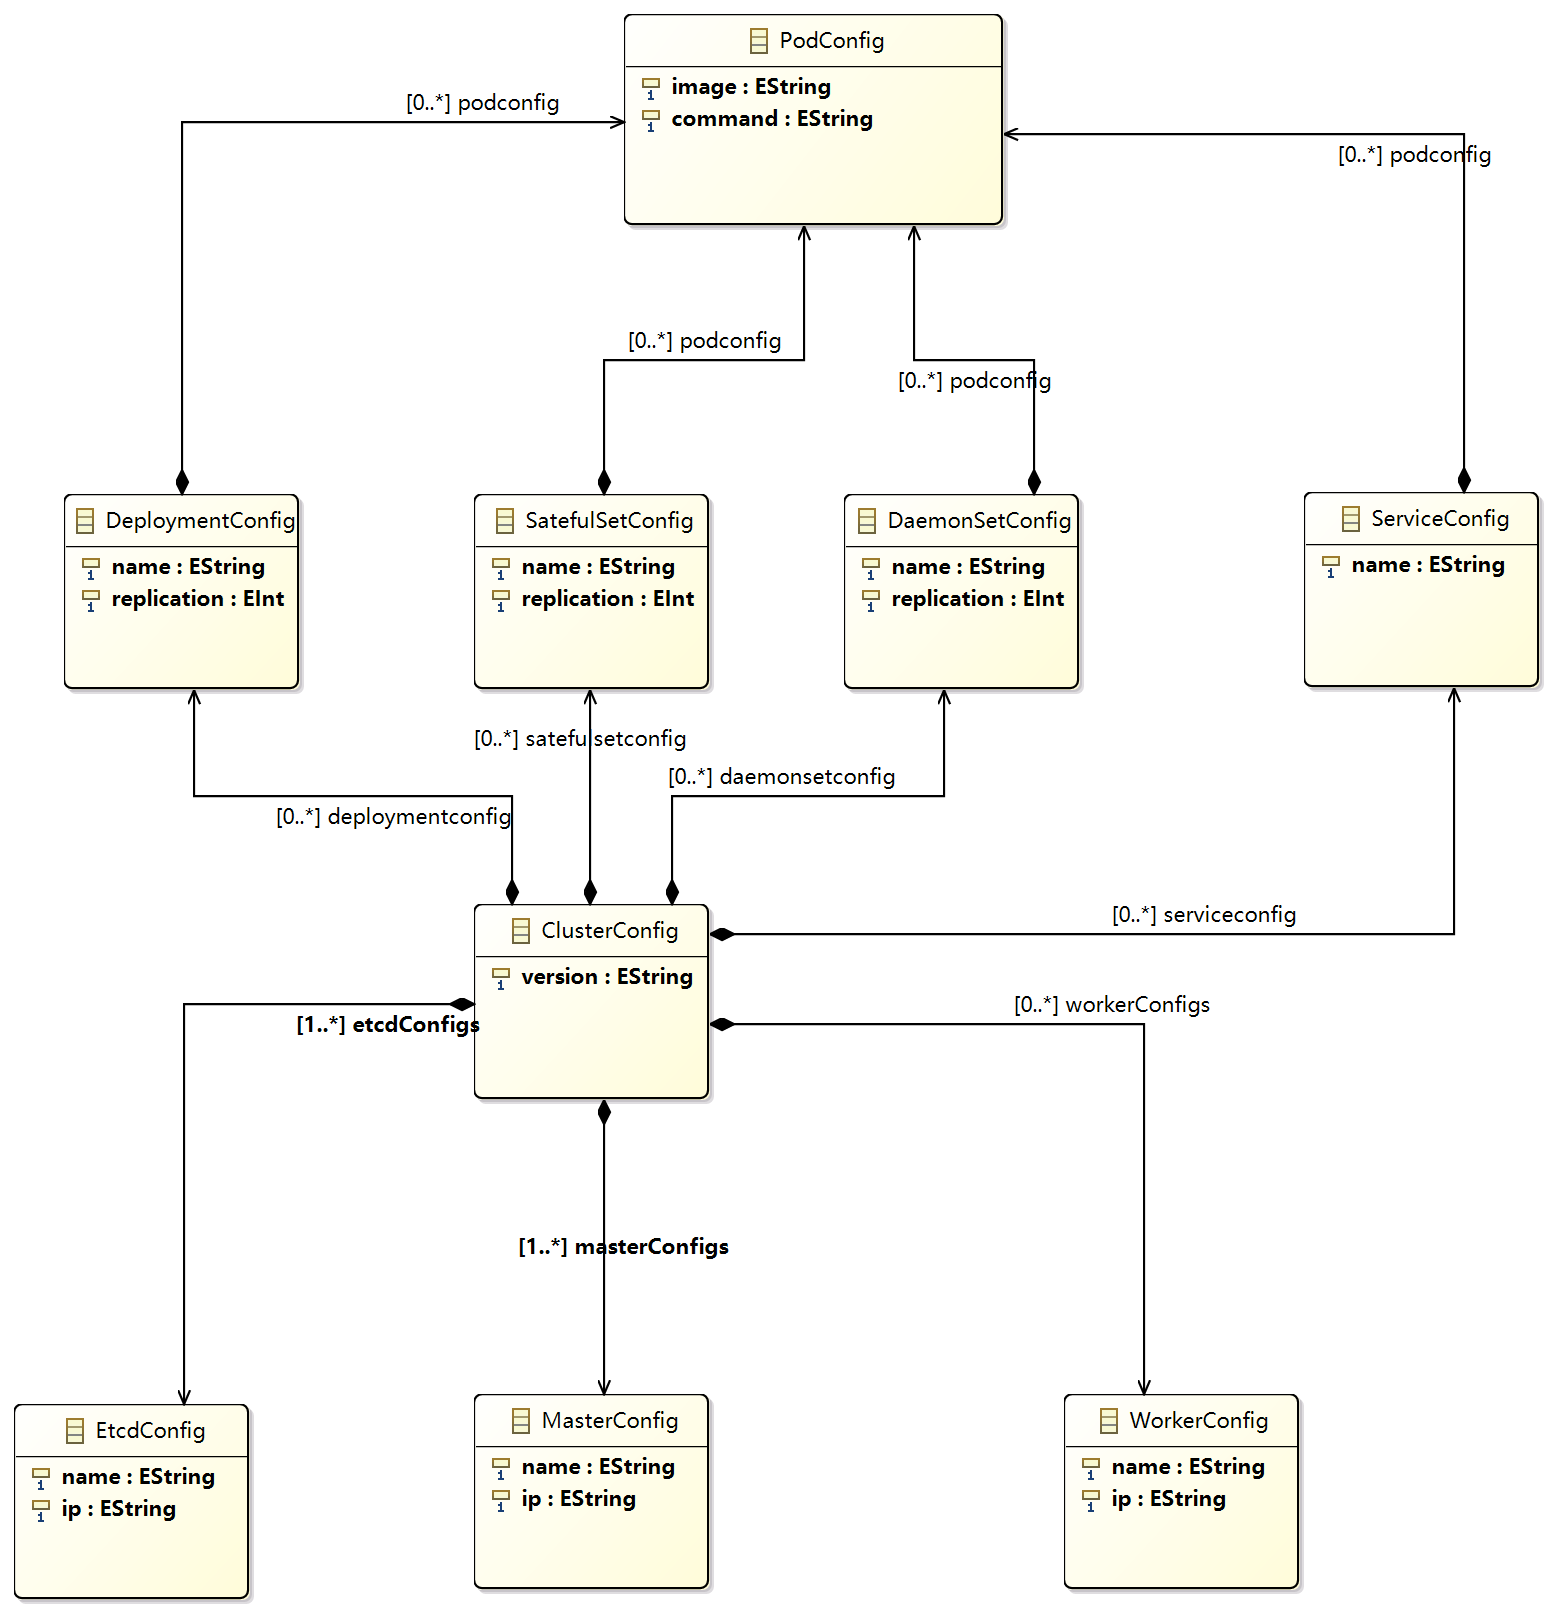 PodConfig
image : EString
command : EString
[0..*] podconfig
[0..*] podconfig
[0..*] podconfig
[0..*] podconfig
DeploymentConfig
name : EString
replication : EInt
SatefulSetConfig
name : EString
replication : EInt
DaemonSetConfig
name : EString
replication : EInt
ServiceConfig
name : EString
[0..*] satefulsetconfig
[0..*] daemonsetconfig
[0..*] deploymentconfig
[0..*] serviceconfig
ClusterConfig
version : EString
[1..*] etcdConfigs
[0..*] workerConfigs
[1..*] masterConfigs
EtcdConfig
name : EString
ip : EString
MasterConfig
name : EString
ip : EString
WorkerConfig
name : EString
ip : EString